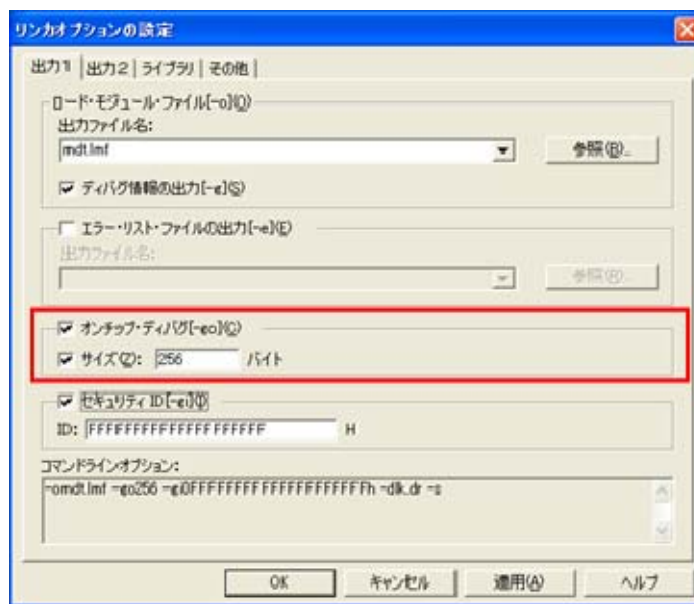 リンカオプションの設定
出力1 出力2 ライブラリ その他
ロード・モジュール・ファイル[-o](O)
出力ファイル名:
mdt.lmf 参照(B)...
ディバグ情報の出力[-g](S)
エラー・リスト・ファイルの出力[-e](E)
出力ファイル名:
参照(R)...
オンチップ・ディバグ[-go](G)
サイズ(Z): 256 バイト
セキュリティID[-gi](I)
ID: FFFFFFFFFFFFFFFFFFFF H
コマンドラインオプション:
-omdt.lmf -go256 -gi0FFFFFFFFFFFFFFFFFFFFh -dlk.dr -s
OK キャンセル 適用(A) ヘルプ